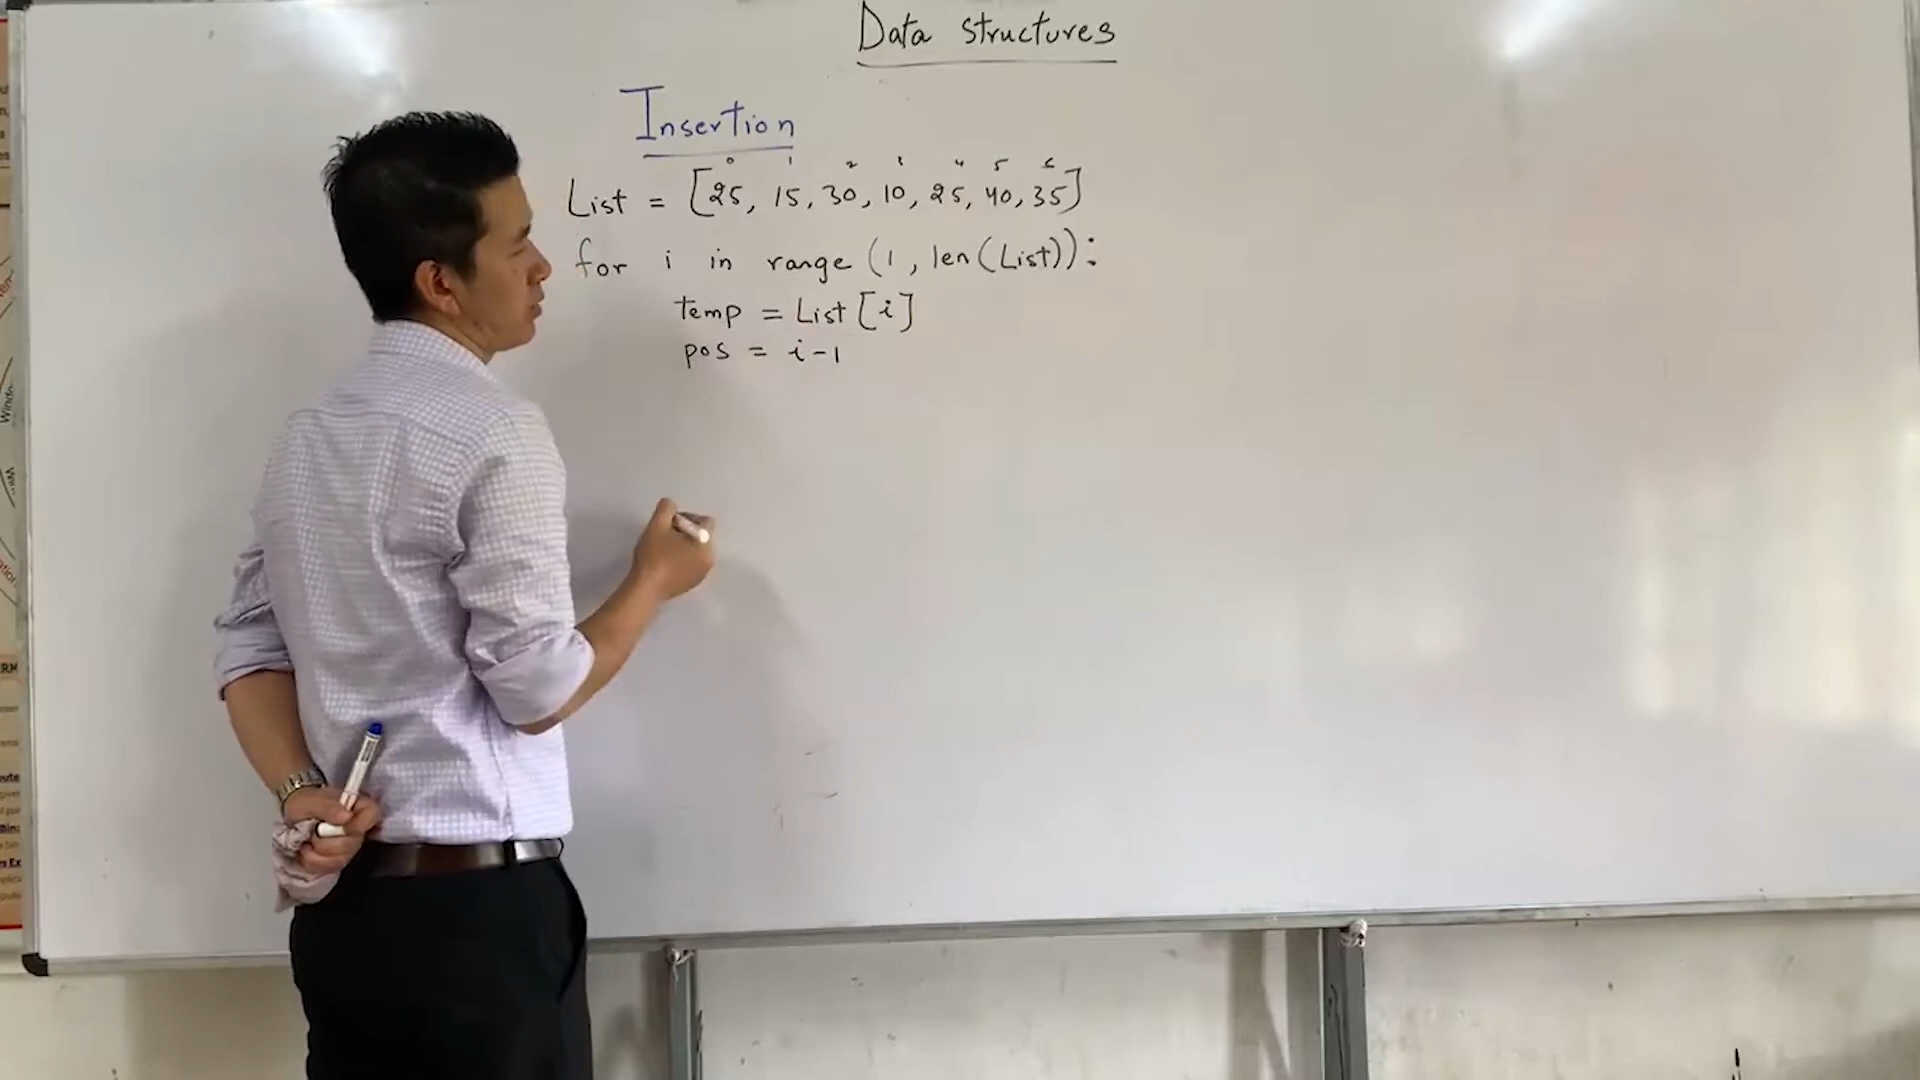 Data structures
Insertion
0 1 2 3 4 5 6
List = [25, 15, 30, 10, 25, 40, 35]
for i in range (1, len(List)):
temp = List [i]
pos = i-1